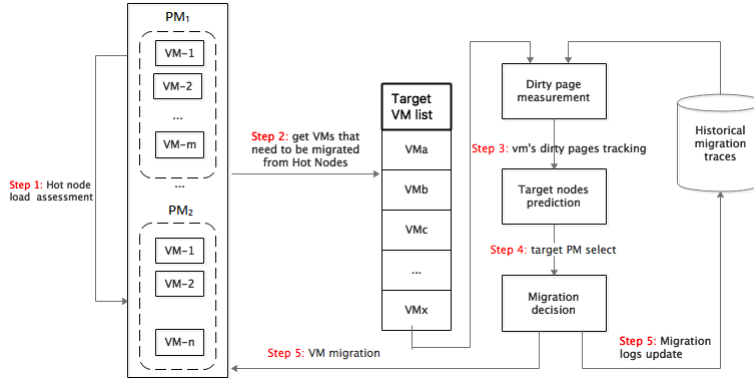 PM₁
VM-1
VM-2
...
VM-m
...
PM₂
VM-1
VM-2
VM-n
Step 1: Hot node
load assessment
Step 2: get VMs that
need to be migrated
from Hot Nodes
Target
VM list
VMa
VMb
VMc
...
VMx
Dirty page
measurement
Step 3: vm's dirty pages tracking
Target nodes
prediction
Step 4: target PM select
Migration
decision
Historical
migration
traces
Step 5: VM migration
Step 5: Migration
logs update